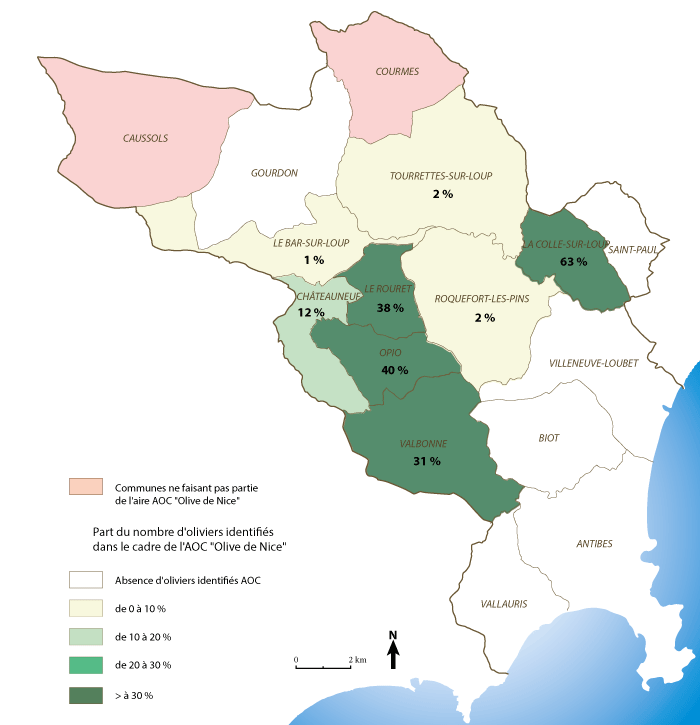 COURMES
CAUSSOLS
GOURDON
TOURRETTES-SUR-LOUP
2 %
LE BAR-SUR-LOUP
1 %
LA COLLE-SUR-LOUP
63 %
SAINT-PAUL
CHÂTEAUNEUF
12 %
LE ROURET
38 %
ROQUEFORT-LES-PINS
2 %
OPIO
40 %
VILLENEUVE-LOUBET
VALBONNE
31 %
BIOT
ANTIBES
VALLAURIS
Communes ne faisant pas partie
de l'aire AOC "Olive de Nice"
Part du nombre d'oliviers identifiés
dans le cadre de l'AOC "Olive de Nice"
Absence d'oliviers identifiés AOC
de 0 à 10 %
de 10 à 20 %
de 20 à 30 %
> à 30 %
0 2 km
N